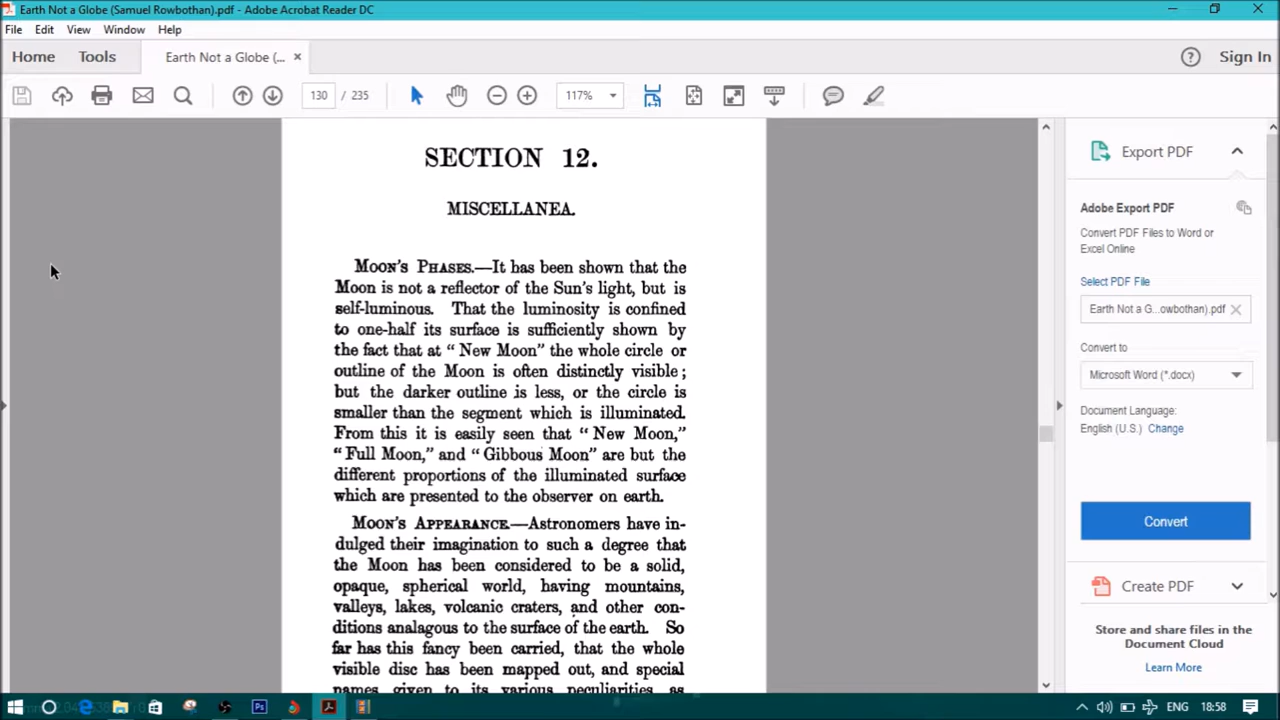 Earth Not a Globe (Samuel Rowbothan).pdf - Adobe Acrobat Reader DC
File Edit View Window Help
Home Tools Earth Not a Globe (... × Sign In
130 / 235 117%
SECTION 12.
MISCELLANEA.
MOON'S PHASES.—It has been shown that the
Moon is not a reflector of the Sun's light, but is
self-luminous. That the luminosity is confined
to one-half its surface is sufficiently shown by
the fact that at "New Moon" the whole circle or
outline of the Moon is often distinctly visible;
but the darker outline is less, or the circle is
smaller than the segment which is illuminated.
From this it is easily seen that "New Moon,"
"Full Moon," and "Gibbous Moon" are but the
different proportions of the illuminated surface
which are presented to the observer on earth.
MOON'S APPEARANCE.—Astronomers have in-
dulged their imagination to such a degree that
the Moon has been considered to be a solid,
opaque, spherical world, having mountains,
valleys, lakes, volcanic craters, and other con-
ditions analagous to the surface of the earth. So
far has this fancy been carried, that the whole
visible disc has been mapped out, and special
names given to its various peculiarities, as
Export PDF
Adobe Export PDF
Convert PDF Files to Word or
Excel Online
Select PDF File
Earth Not a G...owbothan).pdf
Convert to
Microsoft Word (*.docx)
Document Language:
English (U.S.) Change
Convert
Create PDF
Store and share files in the
Document Cloud
Learn More
ENG 18:58